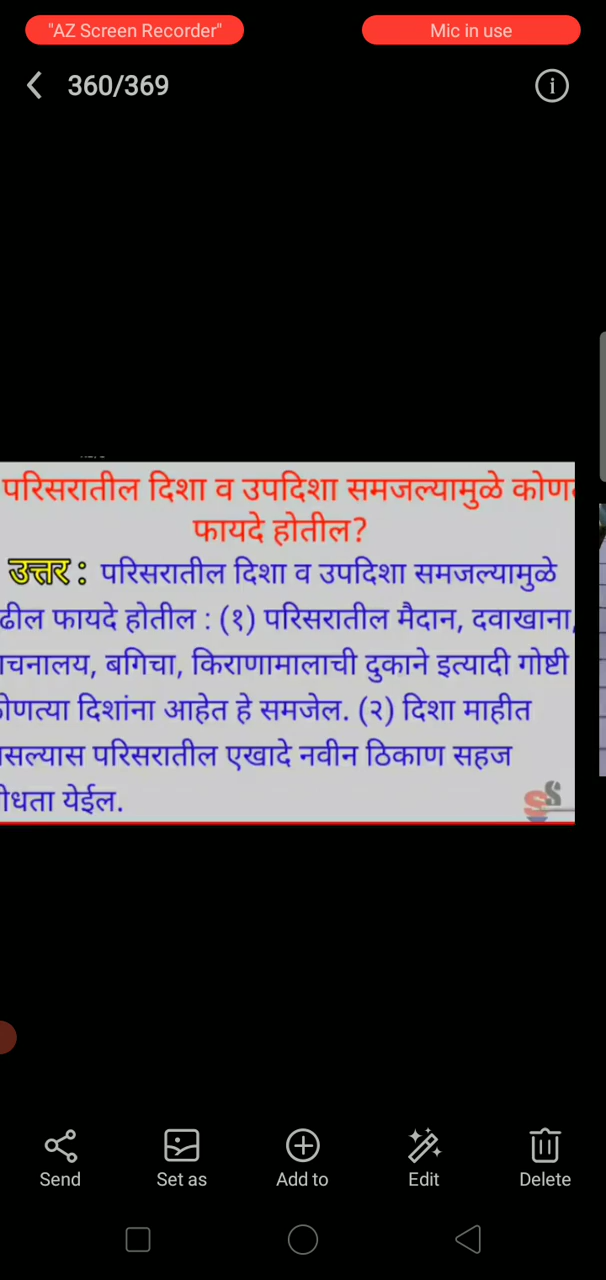 "AZ Screen Recorder"
Mic in use
360/369
परिसरातील दिशा व उपदिशा समजल्यामुळे
फायदे होतील?
उत्तर : परिसरातील दिशा व उपदिशा समजल्यामुळे
फायदे होतील : (१) परिसरातील मैदान, दवाखाना,
बगिचा, किराणामालाची दुकाने इत्यादी गोष्टी
दिशांना आहेत हे समजेल. (२) दिशा माहीत
परिसरातील एखादे नवीन ठिकाण सहज
येईल.
SS
Send
Set as
Add to
Edit
Delete